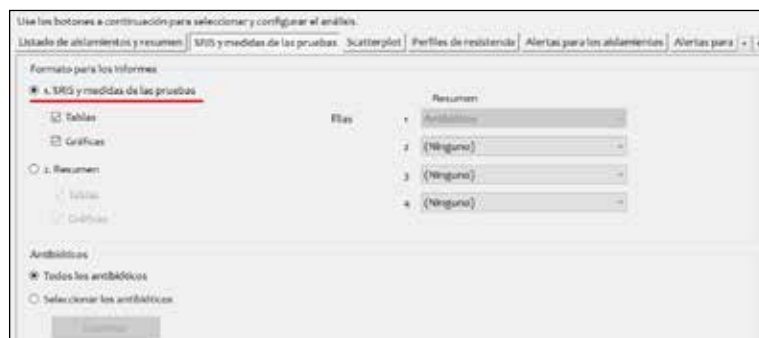 Use los botones a continuación para seleccionar y configurar el análisis.
Listado de aislamientos y resumen %RIS y medidas de las pruebas Scatterplot Perfiles de resistencia Alertas para los aislamientos Alertas para
Formato para los informes
1. %RIS y medidas de las pruebas
Tablas
Gráficas
2. Resumen
Tablas
Gráficas
Resumen
Filas 1 Antibióticos
2 (Ninguno)
3 (Ninguno)
4 (Ninguno)
Antibióticos
Todos los antibióticos
Seleccionar los antibióticos